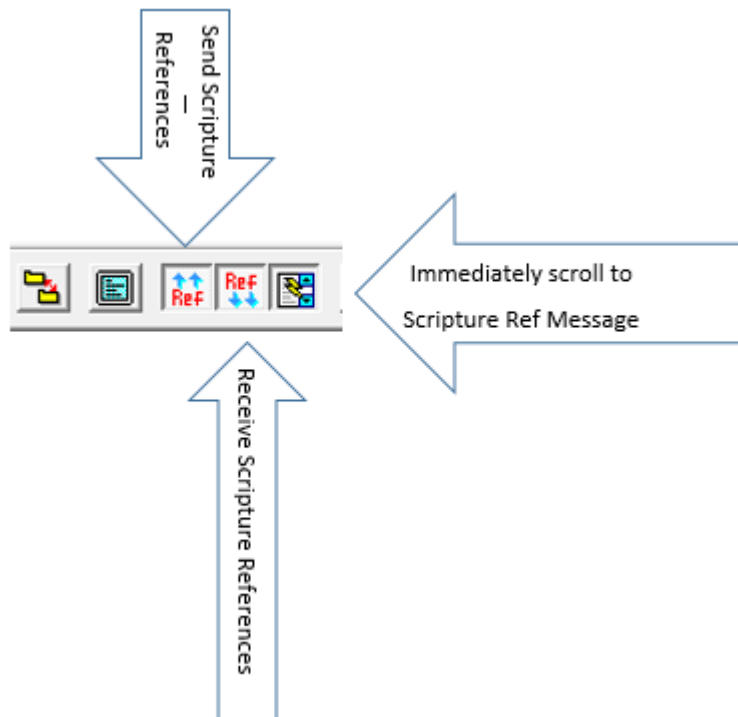 Send Scripture
–
References
Ref
Ref
Immediately scroll to
Scripture Ref Message
Receive Scripture References